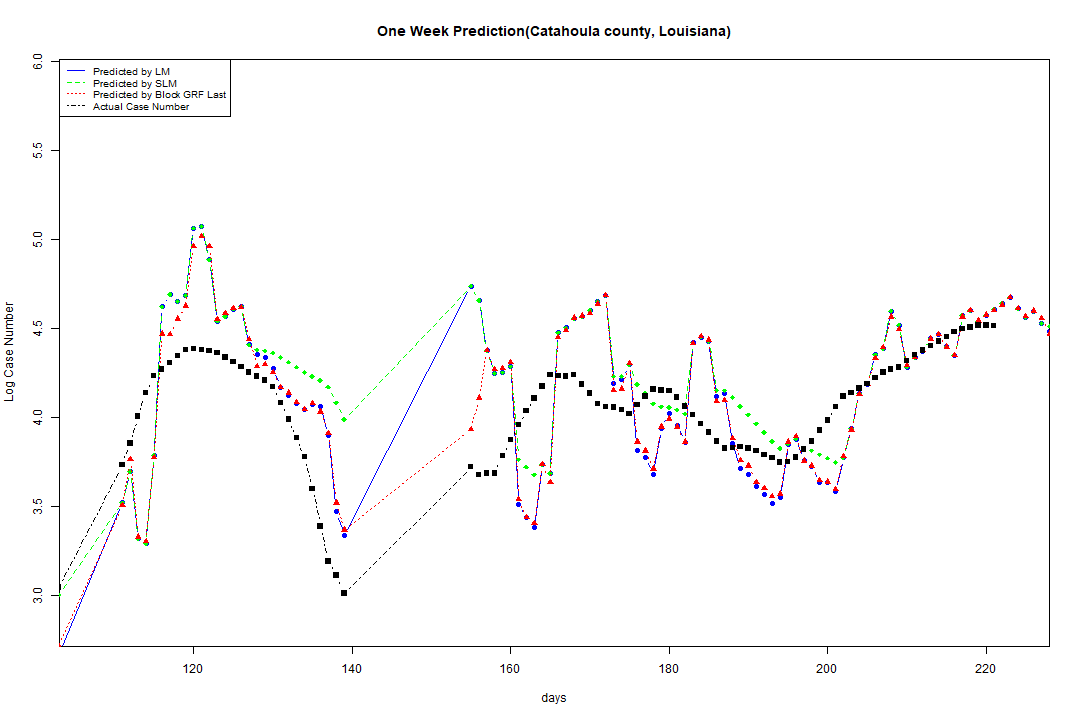 One Week Prediction(Catahoula county, Louisiana)
Predicted by LM
Predicted by SLM
Predicted by Block GRF Last
Actual Case Number
Log Case Number
6.0
5.5
5.0
4.5
4.0
3.5
3.0
120 140 160 180 200 220
days